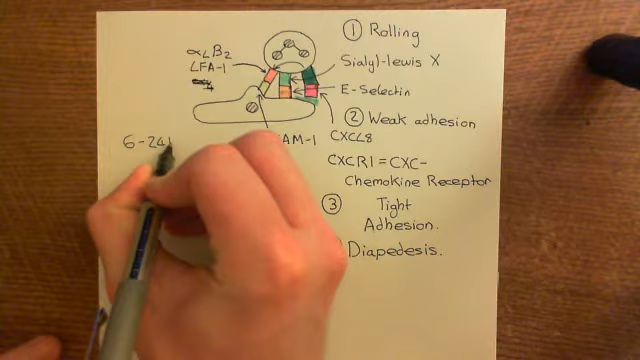 ① Rolling
αLβ2
LFA-1
Sialyl-lewis X
E-Selectin
② Weak adhesion
AM-1
CXCL8
CXCR1 = CXC-
Chemokine Receptor
③ Tight
Adhesion.
Diapedesis.
6-24